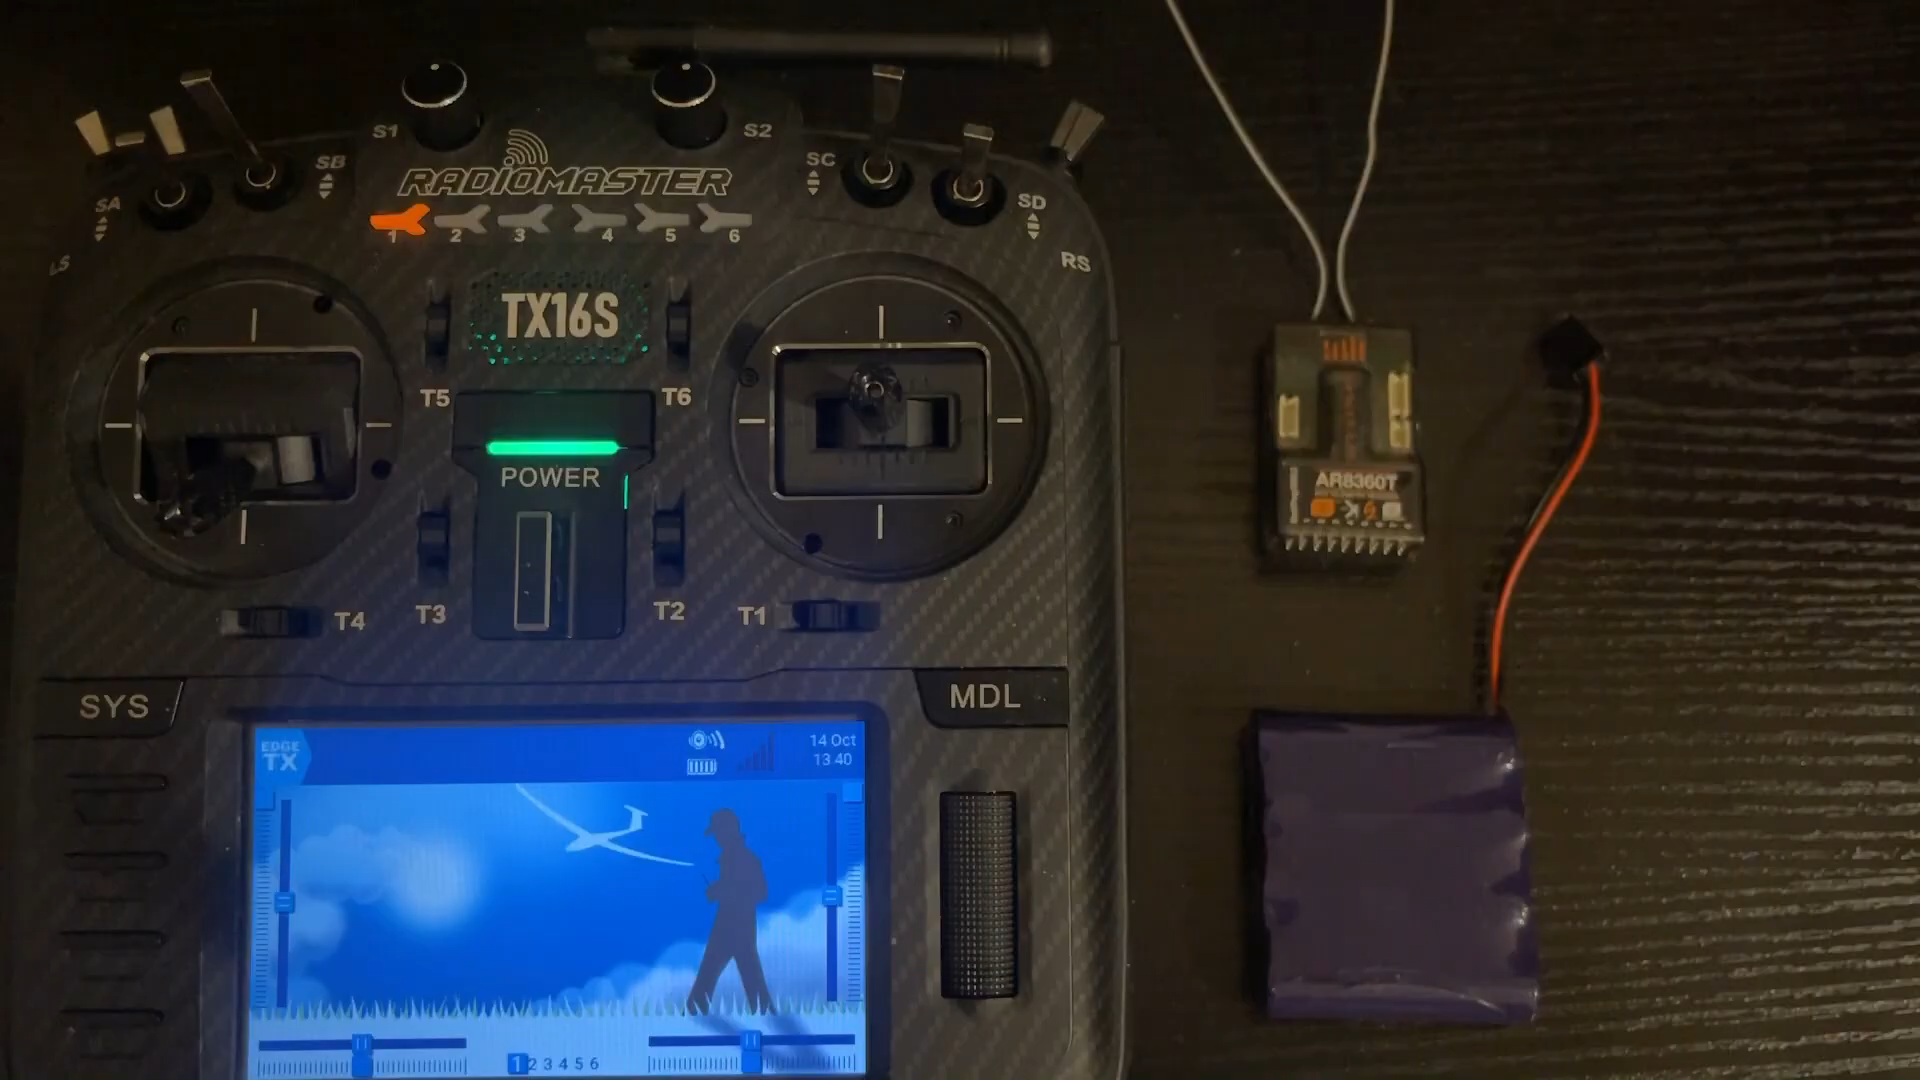 S1
S2
SB
SC
SA
SD
RADIOMASTER
1 2 3 4 5 6
LS
RS
TX16S
T5
T6
POWER
AR8360T
T4
T3
T2
T1
SYS
MDL
EDGE
TX
14 Oct
13 40
1 2 3 4 5 6